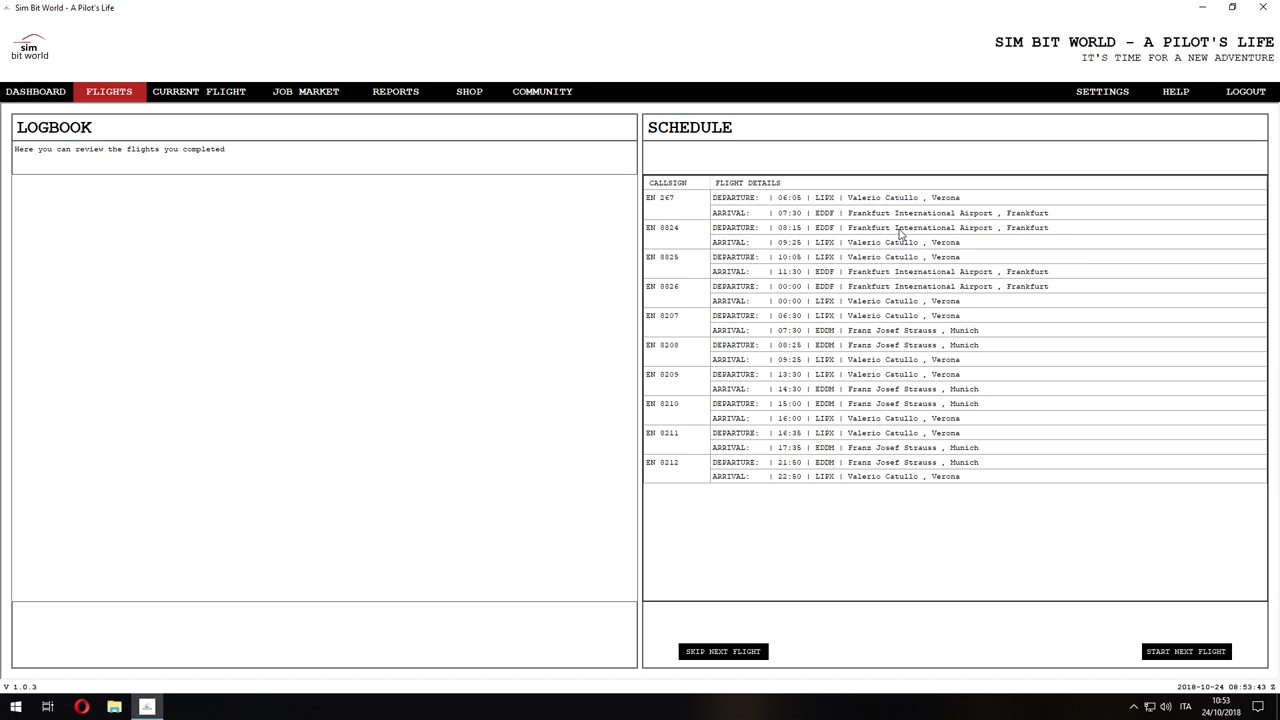 Sim Bit World - A Pilot's Life
sim
bit world
SIM BIT WORLD - A PILOT'S LIFE
IT'S TIME FOR A NEW ADVENTURE
DASHBOARD FLIGHTS CURRENT FLIGHT JOB MARKET REPORTS SHOP COMMUNITY SETTINGS HELP LOGOUT
LOGBOOK
Here you can review the flights you completed
SCHEDULE
CALLSIGN FLIGHT DETAILS
EN 267 DEPARTURE: | 06:05 | LIPX | Valerio Catullo , Verona
ARRIVAL: | 07:30 | EDDF | Frankfurt International Airport , Frankfurt
EN 8824 DEPARTURE: | 08:15 | EDDF | Frankfurt International Airport , Frankfurt
ARRIVAL: | 09:25 | LIPX | Valerio Catullo , Verona
EN 8825 DEPARTURE: | 10:05 | LIPX | Valerio Catullo , Verona
ARRIVAL: | 11:30 | EDDF | Frankfurt International Airport , Frankfurt
EN 8826 DEPARTURE: | 00:00 | EDDF | Frankfurt International Airport , Frankfurt
ARRIVAL: | 00:00 | LIPX | Valerio Catullo , Verona
EN 8207 DEPARTURE: | 06:30 | LIPX | Valerio Catullo , Verona
ARRIVAL: | 07:30 | EDDM | Franz Josef Strauss , Munich
EN 8208 DEPARTURE: | 08:25 | EDDM | Franz Josef Strauss , Munich
ARRIVAL: | 09:25 | LIPX | Valerio Catullo , Verona
EN 8209 DEPARTURE: | 13:30 | LIPX | Valerio Catullo , Verona
ARRIVAL: | 14:30 | EDDM | Franz Josef Strauss , Munich
EN 8210 DEPARTURE: | 15:00 | EDDM | Franz Josef Strauss , Munich
ARRIVAL: | 16:00 | LIPX | Valerio Catullo , Verona
EN 8211 DEPARTURE: | 16:35 | LIPX | Valerio Catullo , Verona
ARRIVAL: | 17:35 | EDDM | Franz Josef Strauss , Munich
EN 8212 DEPARTURE: | 21:50 | EDDM | Franz Josef Strauss , Munich
ARRIVAL: | 22:50 | LIPX | Valerio Catullo , Verona
SKIP NEXT FLIGHT START NEXT FLIGHT
V 1.0.3 2018-10-24 08:53:43 Z
ITA
10:53
24/10/2018